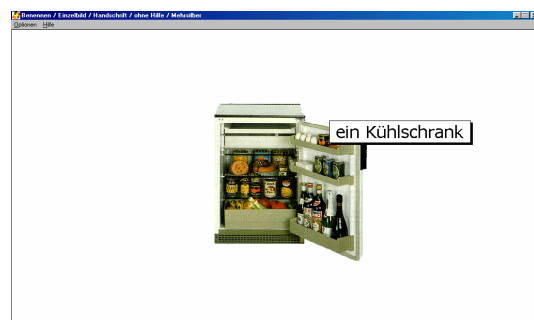 Benennen / Einzelbild / Handschrift / ohne Hilfe / Mehrsilber
Optionen Hilfe
ein Kühlschrank